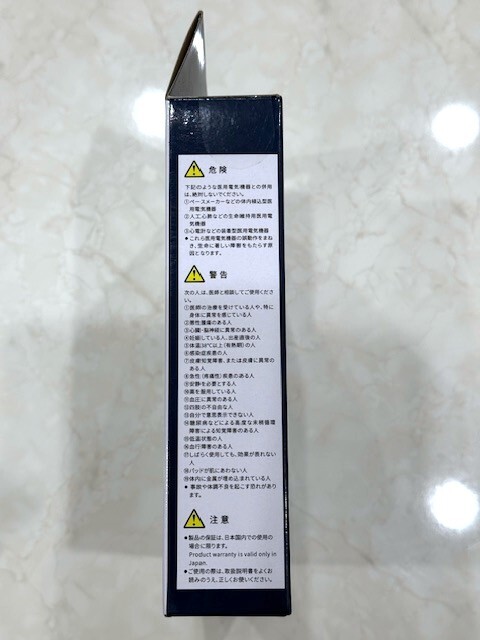 危険
下記のような医用電気機器との併用
は、絶対しないでください。
①ペースメーカーなどの体内植込型医
用電気機器
②人工心肺などの生命維持用医用電
気機器
③心電計などの装着型医用電気機器
●これら医用電気機器の誤動作をまね
き、生命に著しい障害をもたらす原
因となります。
警告
次の人は、医師と相談してご使用くださ
い。
①医師の治療を受けている人や、特に
身体に異常を感じている人
②悪性腫瘍のある人
③心臓・脳神経に異常のある人
④妊娠している人、出産直後の人
⑤体温38℃以上(有熱期)の人
⑥感染症疾患の人
⑦皮膚知覚障害、または皮膚に異常の
ある人
⑧急性(疼痛性)疾患のある人
⑨安静を必要とする人
⑩薬を服用している人
⑪血圧に異常のある人
⑫四肢の不自由な人
⑬自分で意思表示できない人
⑭糖尿病などによる高度な末梢循環
障害による知覚障害のある人
⑮低温状態の人
⑯血行障害のある人
⑰しばらく使用しても、効果が表れない
人
⑱パッドが肌にあわない人
⑲体内に金属が埋め込まれている人
●事故や体調不良を起こす恐れがあり
ます。
注意
●製品の保証は、日本国内での使用の
場合に限ります。
Product warranty is valid only in
Japan.
●ご使用の際は、取扱説明書をよくお
読みのうえ、正しくお使いください。